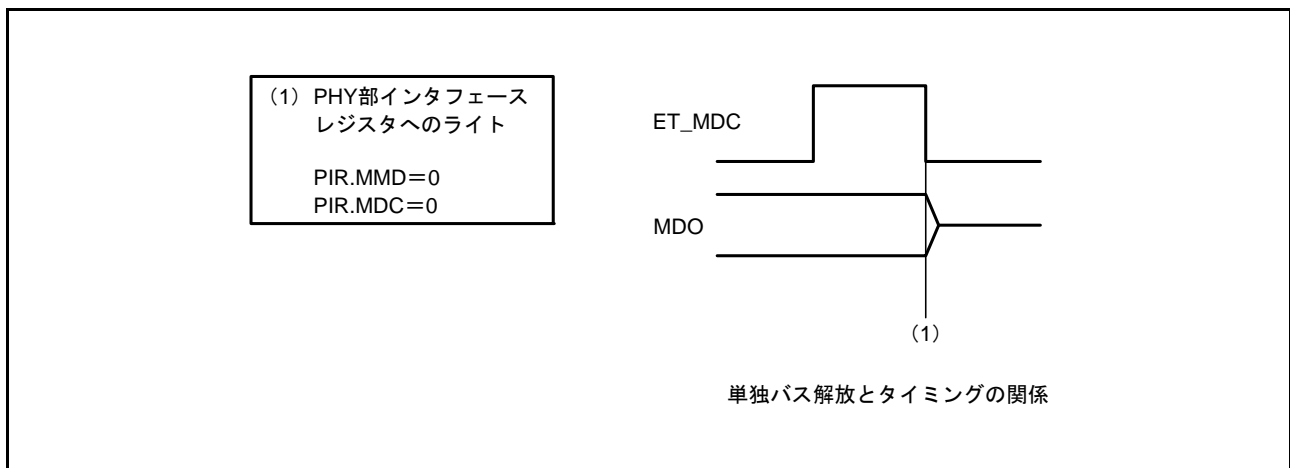 （1）PHY部インタフェース
レジスタへのライト
PIR.MMD＝0
PIR.MDC＝0
ET_MDC
MDO
（1）
単独バス解放とタイミングの関係